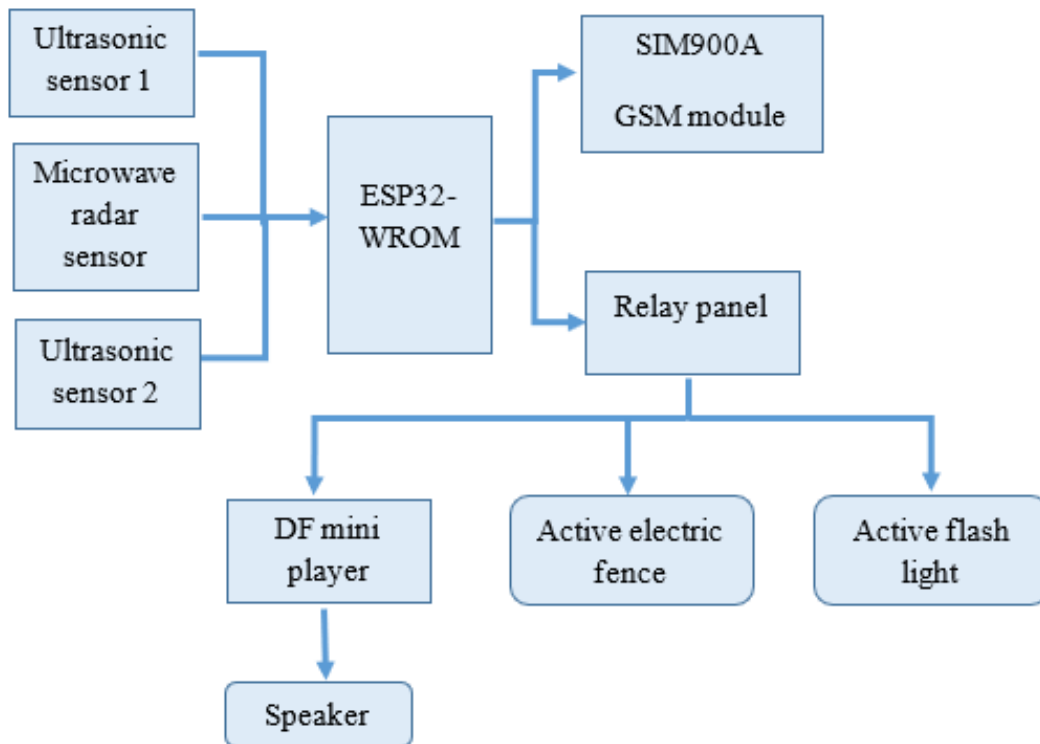 Ultrasonic
sensor 1
Microwave
radar
sensor
Ultrasonic
sensor 2
ESP32-
WROM
SIM900A
GSM module
Relay panel
DF mini
player
Active electric
fence
Active flash
light
Speaker